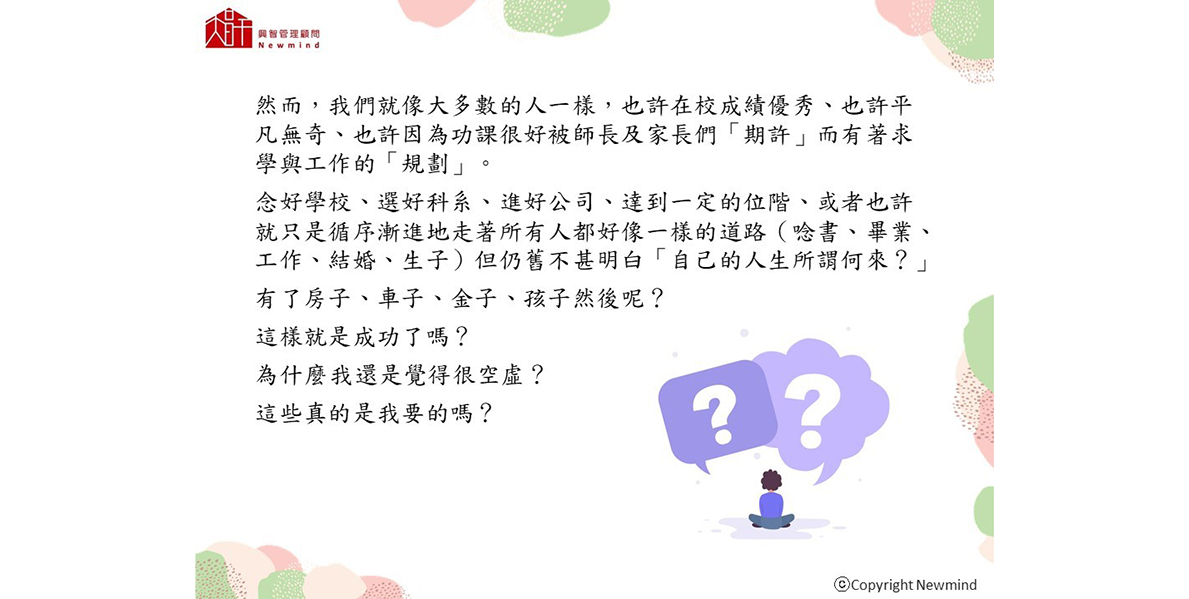 興智管理顧問
Newmind
然而，我們就像大多數的人一樣，也許在校成績優秀、也許平
凡無奇、也許因為功課很好被師長及家長們「期許」而有著求
學與工作的「規劃」。
念好學校、選好科系、進好公司、達到一定的位階、或者也許
就只是循序漸進地走著所有人都好像一樣的道路（唸書、畢業、
工作、結婚、生子）但仍舊不甚明白「自己的人生所謂何來？」
有了房子、車子、金子、孩子然後呢？
這樣就是成功了嗎？
為什麼我還是覺得很空虛？
這些真的是我要的嗎？
? ?
ⓒCopyright Newmind